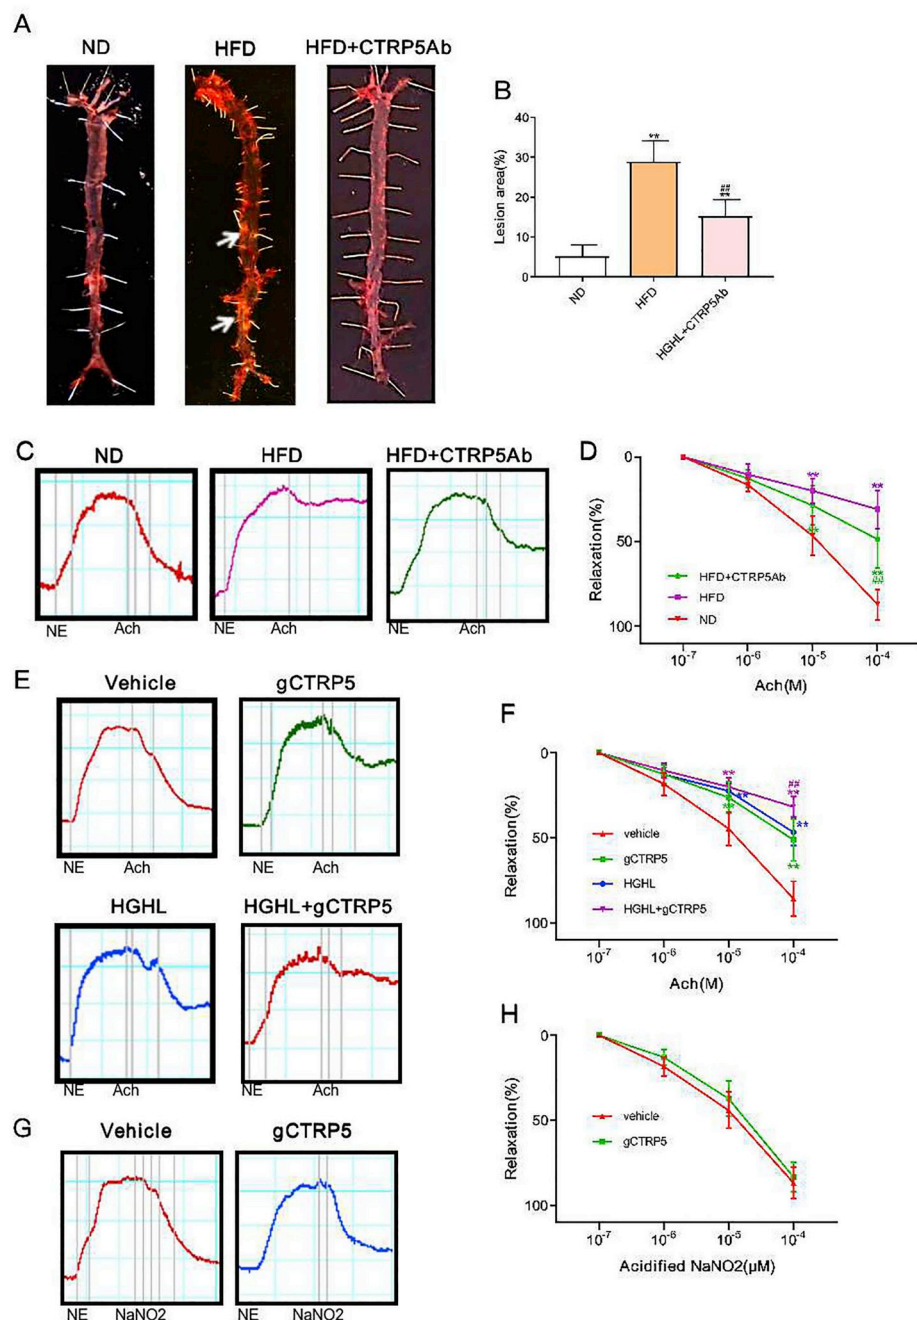 A
ND
HFD
HFD+CTRP5Ab
B
Lesion area(%)
40
30
20
10
0
**
##
**
ND
HFD
HGHL+CTRP5Ab
C
ND
HFD
HFD+CTRP5Ab
NE
Ach
NE
Ach
NE
Ach
D
Relaxation(%)
0
50
100
**
**
**
**
##
HFD+CTRP5Ab
HFD
ND
10-7
10-6
10-5
10-4
Ach(M)
E
Vehicle
gCTRP5
NE
Ach
NE
Ach
HGHL
HGHL+gCTRP5
NE
Ach
NE
Ach
F
Relaxation(%)
0
50
100
**
**
**
##
**
**
**
vehicle
gCTRP5
HGHL
HGHL+gCTRP5
10-7
10-6
10-5
10-4
Ach(M)
G
Vehicle
gCTRP5
NE
NaNO2
NE
NaNO2
H
Relaxation(%)
0
50
100
vehicle
gCTRP5
10-7
10-6
10-5
10-4
Acidified NaNO2(µM)